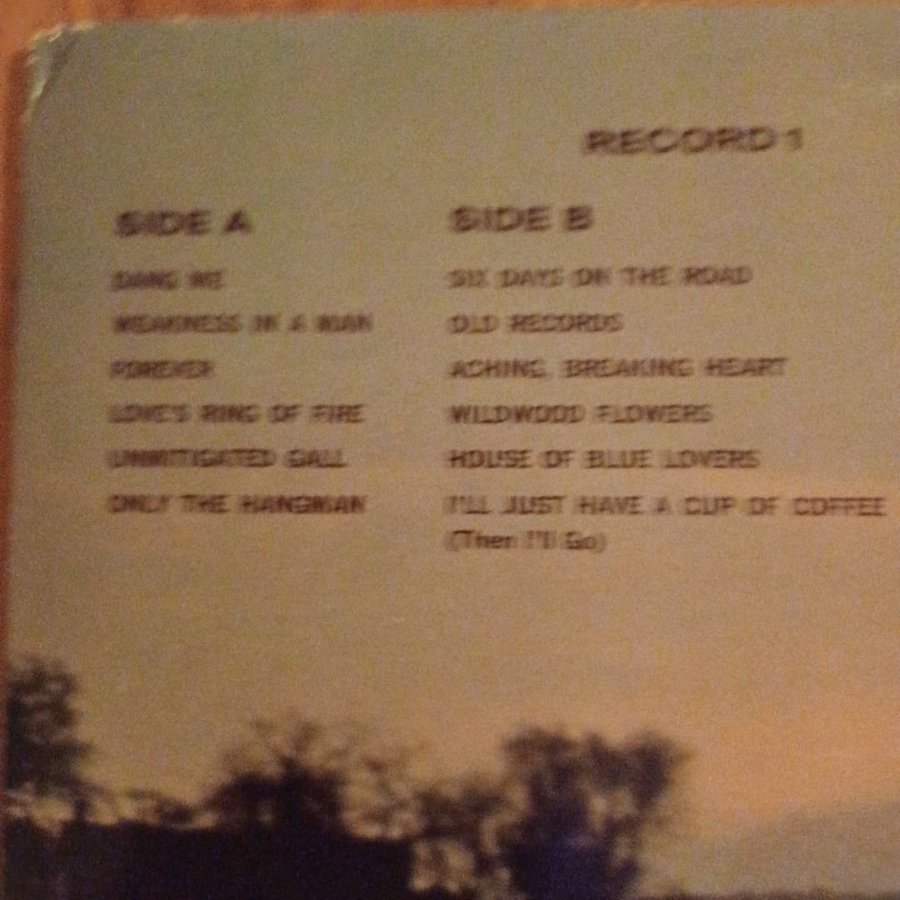 RECORD 1
SIDE A
DANG ME
WEAKNESS IN A MAN
FOREVER
LOVE'S RING OF FIRE
UNMITIGATED GALL
ONLY THE HANGMAN
SIDE B
SIX DAYS ON THE ROAD
OLD RECORDS
ACHING, BREAKING HEART
WILDWOOD FLOWERS
HOUSE OF BLUE LOVERS
I'LL JUST HAVE A CUP OF COFFEE
(Then I'll Go)